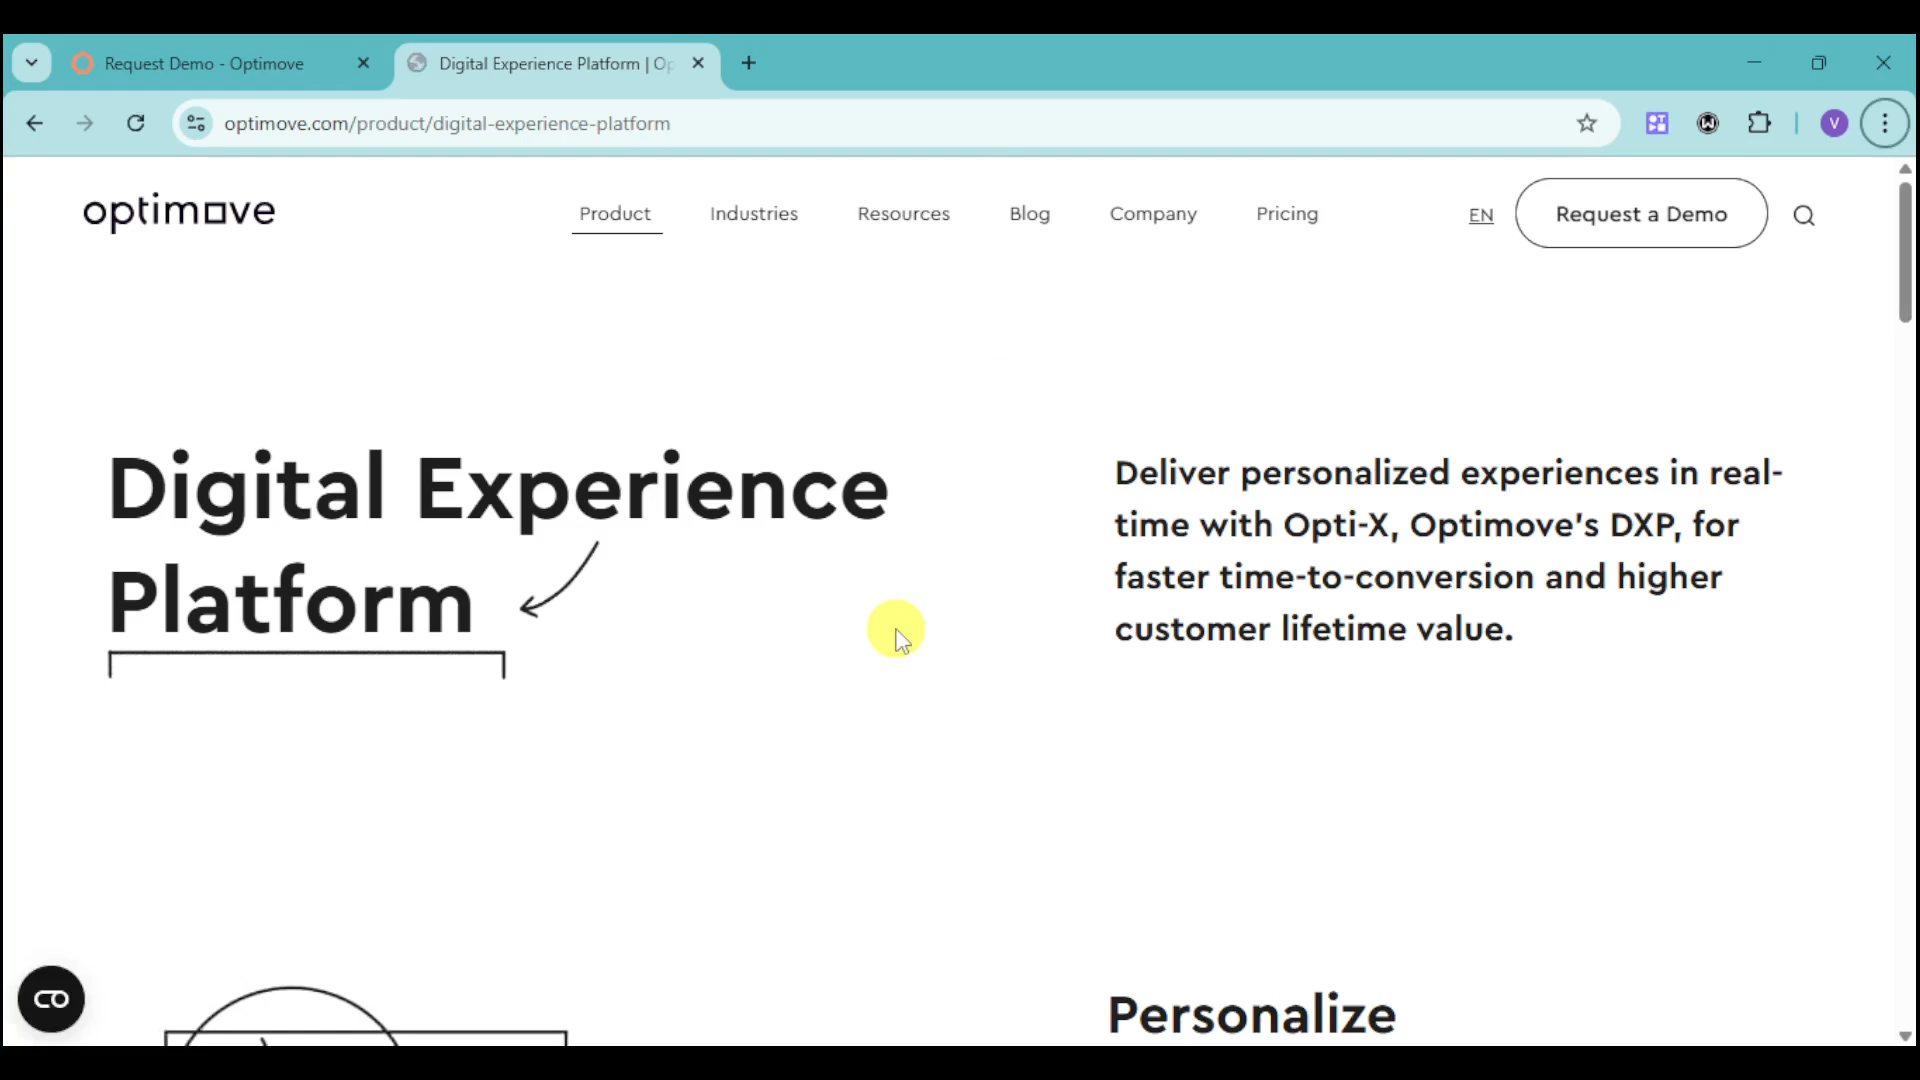 Request Demo - Optimove
Digital Experience Platform | Op
optimove.com/product/digital-experience-platform
V
optimove
Product
Industries
Resources
Blog
Company
Pricing
EN
Request a Demo
Digital Experience
Platform
Deliver personalized experiences in real-
time with Opti-X, Optimove's DXP, for
faster time-to-conversion and higher
customer lifetime value.
Personalize